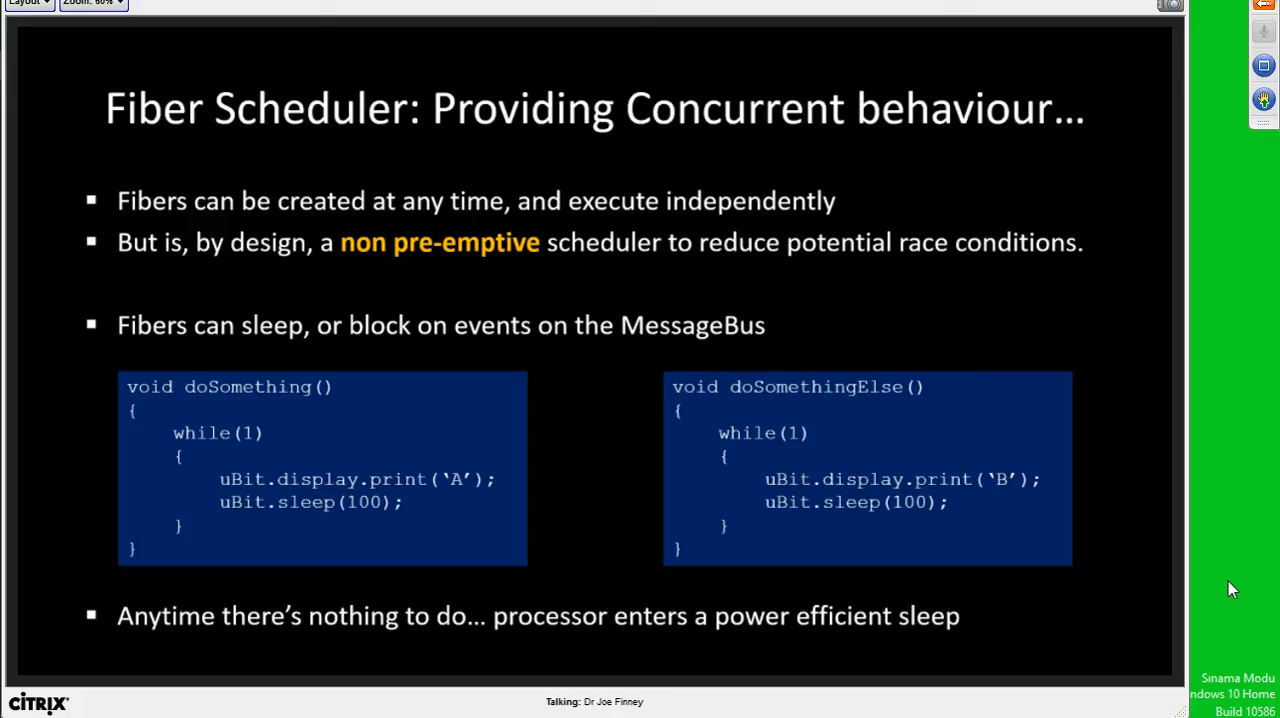 Layout
Zoom: 60%
Fiber Scheduler: Providing Concurrent behaviour…
▪ Fibers can be created at any time, and execute independently
▪ But is, by design, a non pre-emptive scheduler to reduce potential race conditions.
▪ Fibers can sleep, or block on events on the MessageBus
void doSomething()
{
while(1)
{
uBit.display.print(‘A’);
uBit.sleep(100);
}
}
void doSomethingElse()
{
while(1)
{
uBit.display.print(‘B’);
uBit.sleep(100);
}
}
▪ Anytime there’s nothing to do… processor enters a power efficient sleep
CİTRIX
Talking: Dr Joe Finney
Sınama Modu
ndows 10 Home
Build 10586